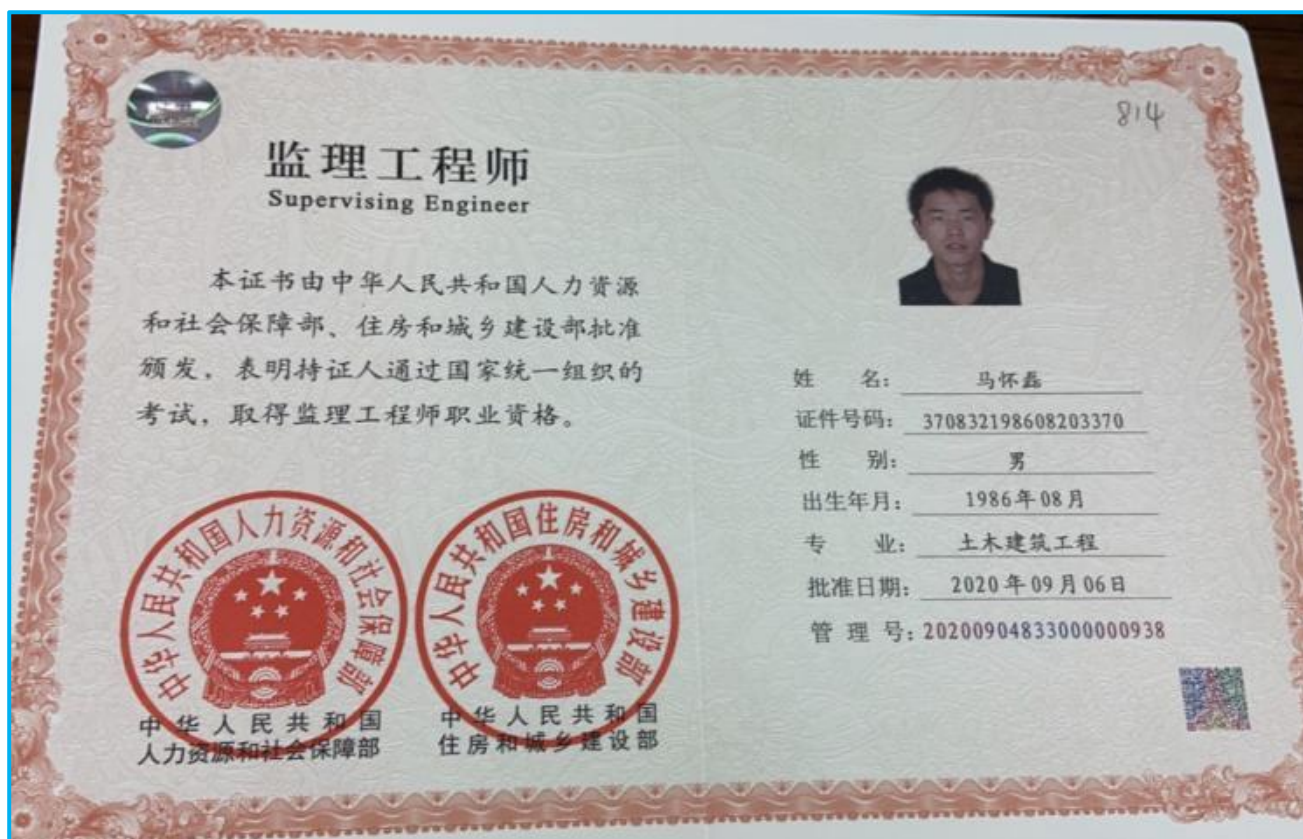 监理工程师
Supervising Engineer
本证书由中华人民共和国人力资源
和社会保障部、住房和城乡建设部批准
颁发，表明持证人通过国家统一组织的
考试，取得监理工程师职业资格。
中华人民共和国人力资源和社会保障部
中华人民共和国
人力资源和社会保障部
中华人民共和国住房和城乡建设部
中华人民共和国
住房和城乡建设部
814
姓 名：马怀磊
证件号码：370832198608203370
性 别：男
出生年月：1986年08月
专 业：土木建筑工程
批准日期：2020年09月06日
管 理 号：20200904833000000938